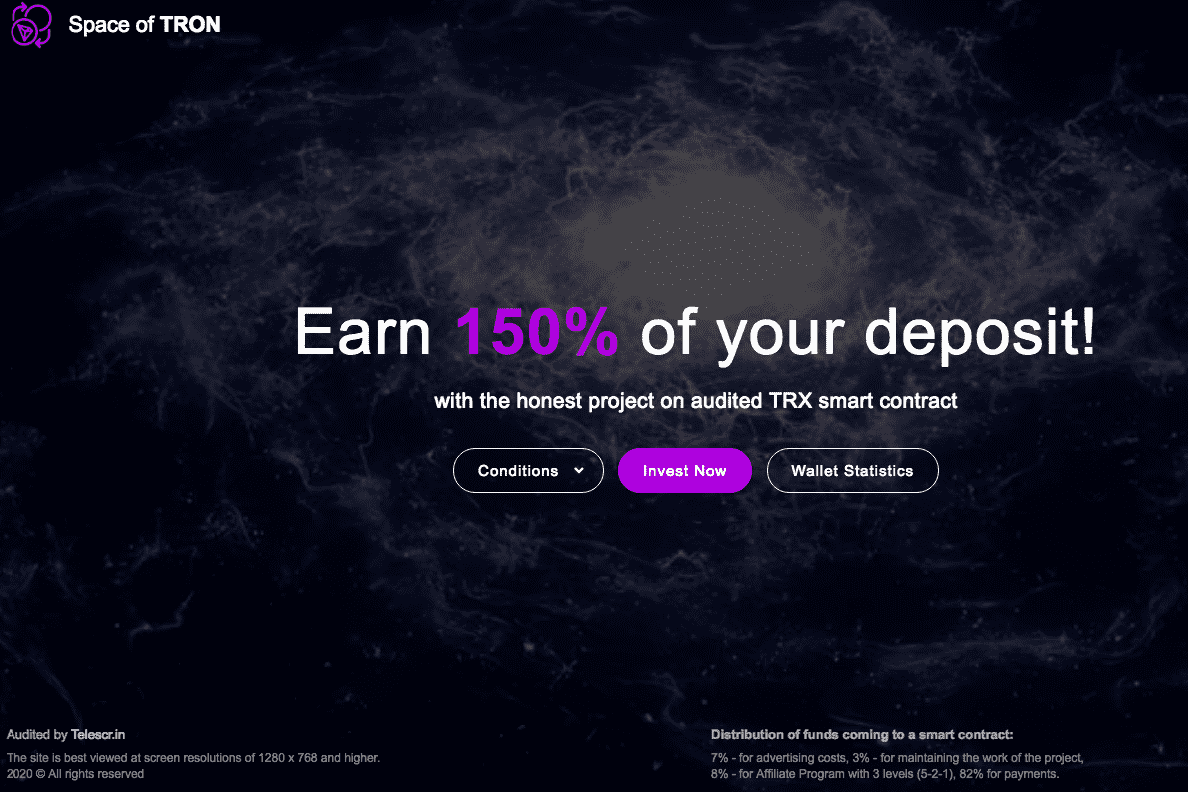 Space of TRON
Earn 150% of your deposit!
with the honest project on audited TRX smart contract
Conditions
Invest Now
Wallet Statistics
Audited by Telescr.in
The site is best viewed at screen resolutions of 1280 x 768 and higher.
2020 © All rights reserved
Distribution of funds coming to a smart contract:
7% - for advertising costs, 3% - for maintaining the work of the project,
8% - for Affiliate Program with 3 levels (5-2-1), 82% for payments.